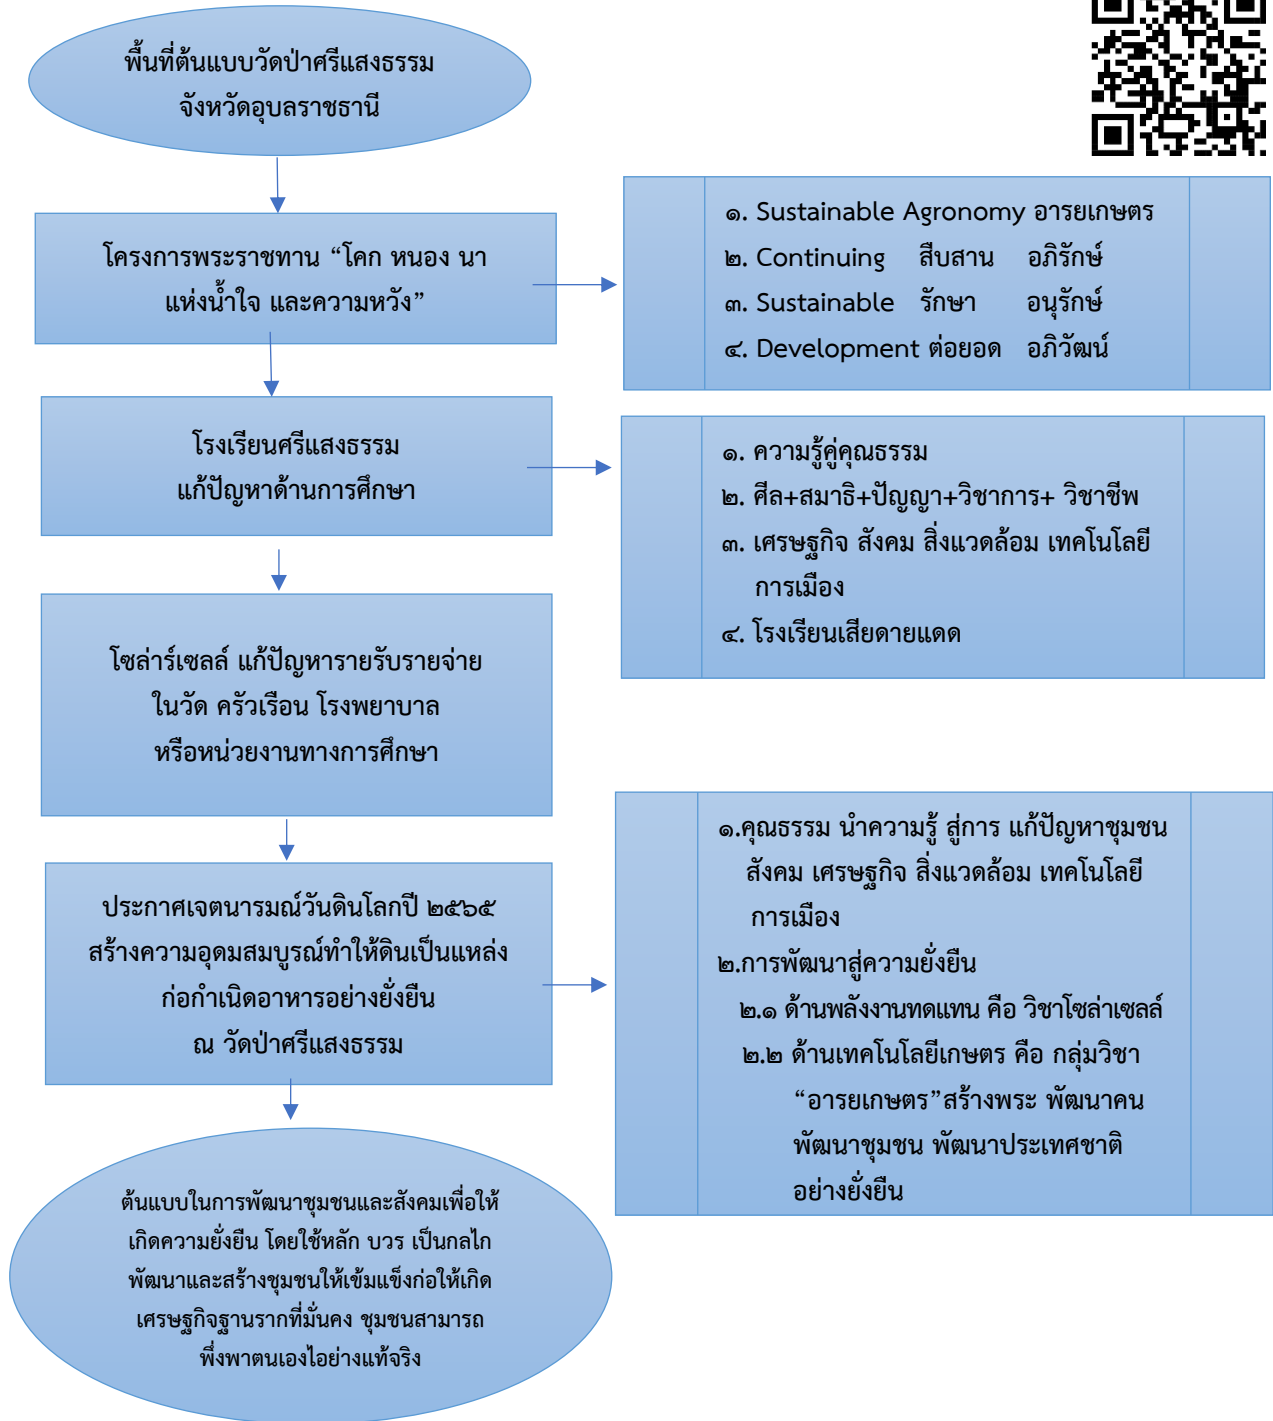 พื้นที่ต้นแบบวัดป่าศรีแสงธรรม
จังหวัดอุบลราชธานี
โครงการพระราชทาน “โคก หนอง นา
แห่งน้ำใจ และความหวัง”
๑. Sustainable Agronomy อารยเกษตร
๒. Continuing สืบสาน อภิรักษ์
๓. Sustainable รักษา อนุรักษ์
๔. Development ต่อยอด อภิวัฒน์
โรงเรียนศรีแสงธรรม
แก้ปัญหาด้านการศึกษา
๑. ความรู้คู่คุณธรรม
๒. ศีล+สมาธิ+ปัญญา+วิชาการ+ วิชาชีพ
๓. เศรษฐกิจ สังคม สิ่งแวดล้อม เทคโนโลยี
การเมือง
๔. โรงเรียนเสียดายแดด
โซล่าร์เซลล์ แก้ปัญหารายรับรายจ่าย
ในวัด ครัวเรือน โรงพยาบาล
หรือหน่วยงานทางการศึกษา
ประกาศเจตนารมณ์วันดินโลกปี ๒๕๖๕
สร้างความอุดมสมบูรณ์ทำให้ดินเป็นแหล่ง
ก่อกำเนิดอาหารอย่างยั่งยืน
ณ วัดป่าศรีแสงธรรม
๑.คุณธรรม นำความรู้ สู่การ แก้ปัญหาชุมชน
สังคม เศรษฐกิจ สิ่งแวดล้อม เทคโนโลยี
การเมือง
๒.การพัฒนาสู่ความยั่งยืน
๒.๑ ด้านพลังงานทดแทน คือ วิชาโซล่าเซลล์
๒.๒ ด้านเทคโนโลยีเกษตร คือ กลุ่มวิชา
“อารยเกษตร”สร้างพระ พัฒนาคน
พัฒนาชุมชน พัฒนาประเทศชาติ
อย่างยั่งยืน
ต้นแบบในการพัฒนาชุมชนและสังคมเพื่อให้
เกิดความยั่งยืน โดยใช้หลัก บวร เป็นกลไก
พัฒนาและสร้างชุมชนให้เข้มแข็งก่อให้เกิด
เศรษฐกิจฐานรากที่มั่นคง ชุมชนสามารถ
พึ่งพาตนเองไอย่างแท้จริง